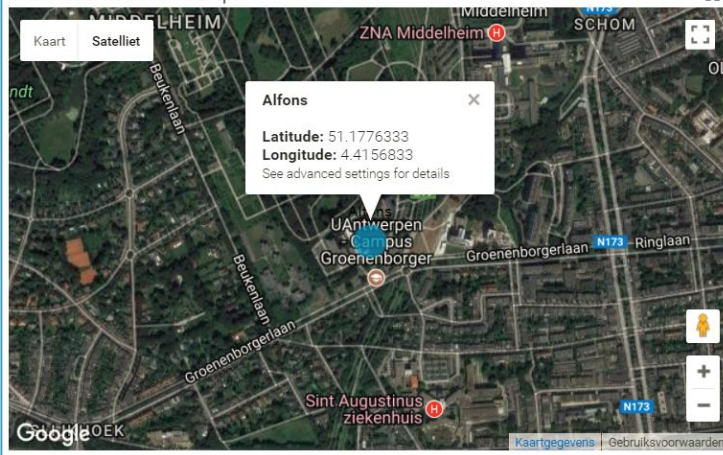 MIDDELHEIM
Middelheim
N173
SCHOM
ZNA Middelheim H
Kaart Satelliet
Beukenlaan
Alfons ×
Latitude: 51.1776333
Longitude: 4.4156833
See advanced settings for details
UAntwerpen
- Campus
Groenenborger
Groenenborgerlaan N173 Ringlaan
Beukenlaan
Groenenborgerlaan
Sint Augustinus
ziekenhuis H
N173
+
−
Google
Kaartgegevens Gebruiksvoorwaarden